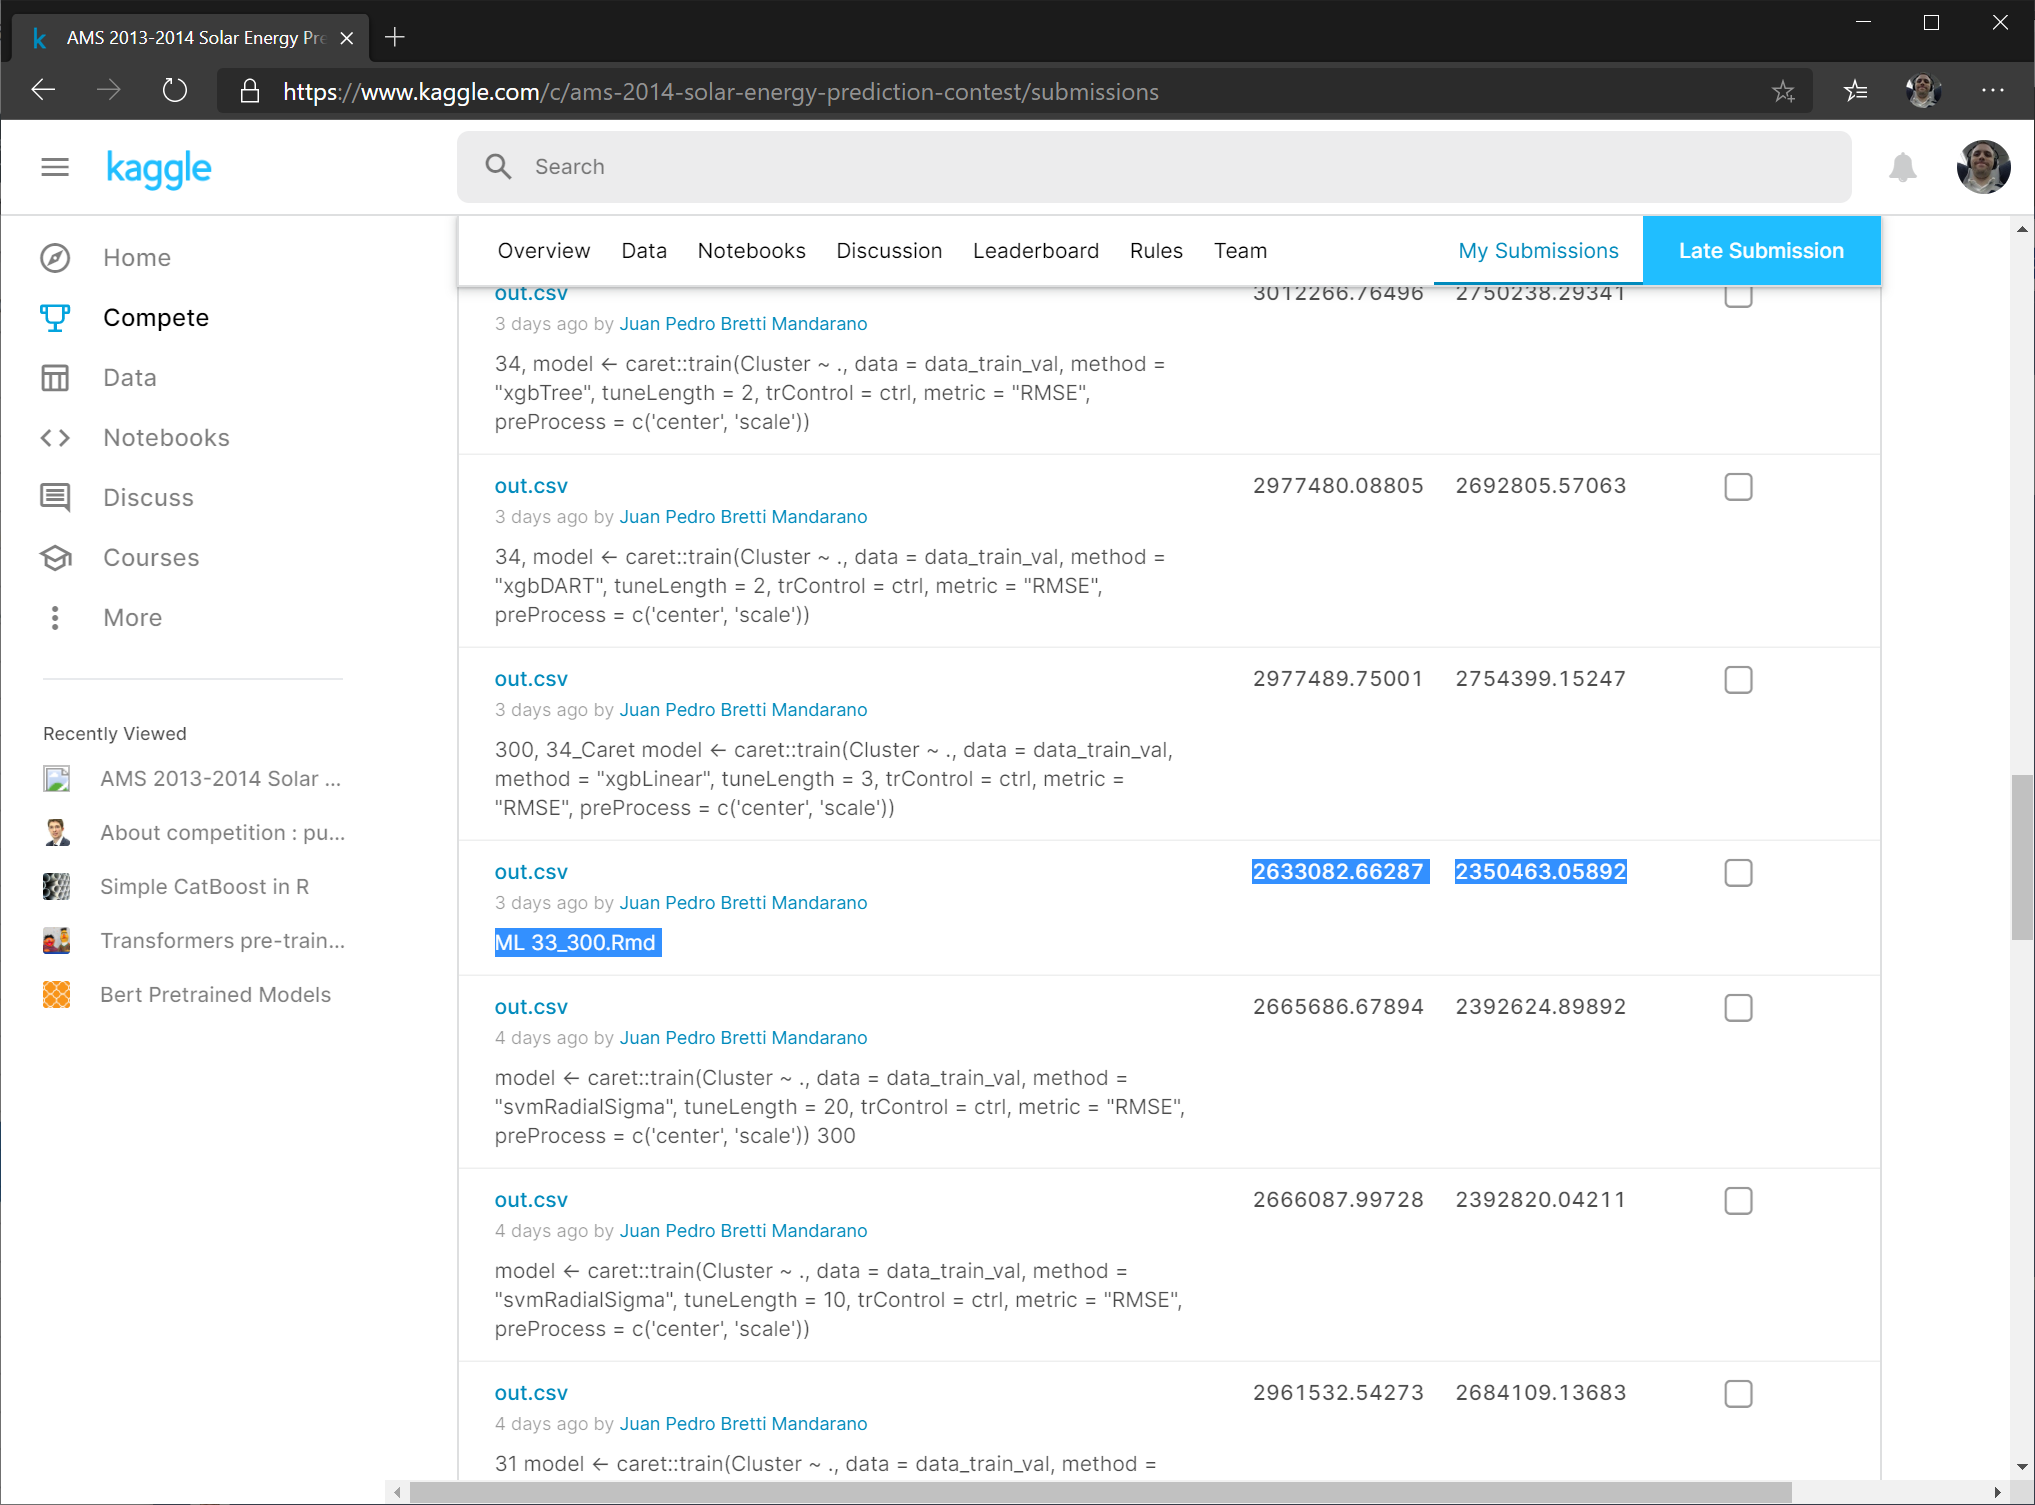 AMS 2013-2014 Solar Energy Pre
https://www.kaggle.com/c/ams-2014-solar-energy-prediction-contest/submissions
kaggle
Search
Home
Compete
Data
Notebooks
Discuss
Courses
More
Recently Viewed
AMS 2013-2014 Solar ...
About competition : pu...
Simple CatBoost in R
Transformers pre-train...
Bert Pretrained Models
Overview Data Notebooks Discussion Leaderboard Rules Team My Submissions Late Submission
out.csv 3012266.76496 2750238.29341
3 days ago by Juan Pedro Bretti Mandarano
34, model <- caret::train(Cluster ~ ., data = data_train_val, method =
"xgbTree", tuneLength = 2, trControl = ctrl, metric = "RMSE",
preProcess = c('center', 'scale'))
out.csv 2977480.08805 2692805.57063
3 days ago by Juan Pedro Bretti Mandarano
34, model <- caret::train(Cluster ~ ., data = data_train_val, method =
"xgbDART", tuneLength = 2, trControl = ctrl, metric = "RMSE",
preProcess = c('center', 'scale'))
out.csv 2977489.75001 2754399.15247
3 days ago by Juan Pedro Bretti Mandarano
300, 34_Caret model <- caret::train(Cluster ~ ., data = data_train_val,
method = "xgbLinear", tuneLength = 3, trControl = ctrl, metric =
"RMSE", preProcess = c('center', 'scale'))
out.csv 2633082.66287 2350463.05892
3 days ago by Juan Pedro Bretti Mandarano
ML 33_300.Rmd
out.csv 2665686.67894 2392624.89892
4 days ago by Juan Pedro Bretti Mandarano
model <- caret::train(Cluster ~ ., data = data_train_val, method =
"svmRadialSigma", tuneLength = 20, trControl = ctrl, metric = "RMSE",
preProcess = c('center', 'scale')) 300
out.csv 2666087.99728 2392820.04211
4 days ago by Juan Pedro Bretti Mandarano
model <- caret::train(Cluster ~ ., data = data_train_val, method =
"svmRadialSigma", tuneLength = 10, trControl = ctrl, metric = "RMSE",
preProcess = c('center', 'scale'))
out.csv 2961532.54273 2684109.13683
4 days ago by Juan Pedro Bretti Mandarano
31 model <- caret::train(Cluster ~ ., data = data_train_val, method =